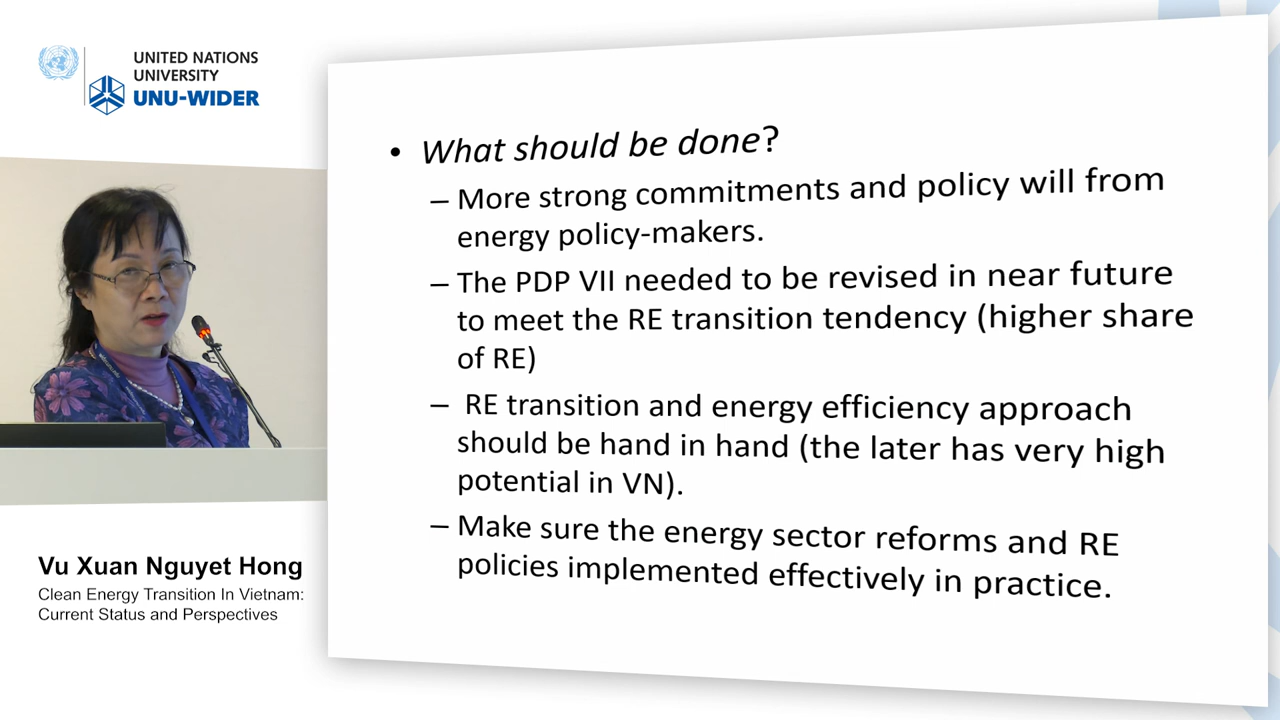 UNITED NATIONS
UNIVERSITY
UNU-WIDER
• What should be done?
– More strong commitments and policy will from
energy policy-makers.
– The PDP VII needed to be revised in near future
to meet the RE transition tendency (higher share
of RE)
– RE transition and energy efficiency approach
should be hand in hand (the later has very high
potential in VN).
– Make sure the energy sector reforms and RE
policies implemented effectively in practice.
Vu Xuan Nguyet Hong
Clean Energy Transition In Vietnam:
Current Status and Perspectives